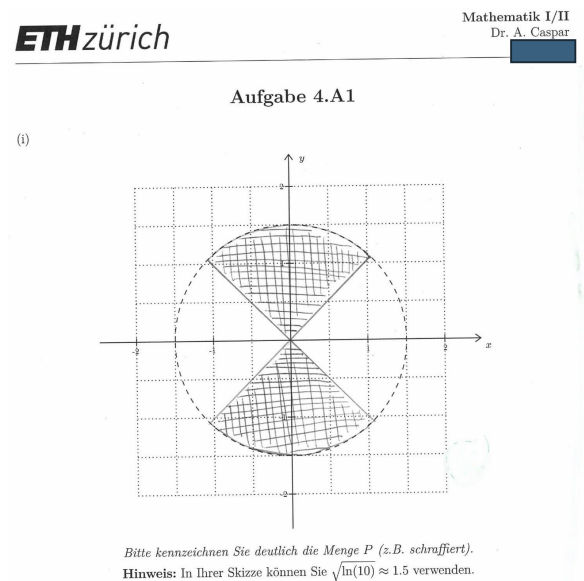 Mathematik I/II
ETH zürich
Dr. A. Caspar
Aufgabe 4.A1
(i)
y
2
1
-2
-1
1
2
x
-1
-2
Bitte kennzeichnen Sie deutlich die Menge P (z.B. schraffiert).
Hinweis: In Ihrer Skizze können Sie √ln(10) ≈ 1.5 verwenden.